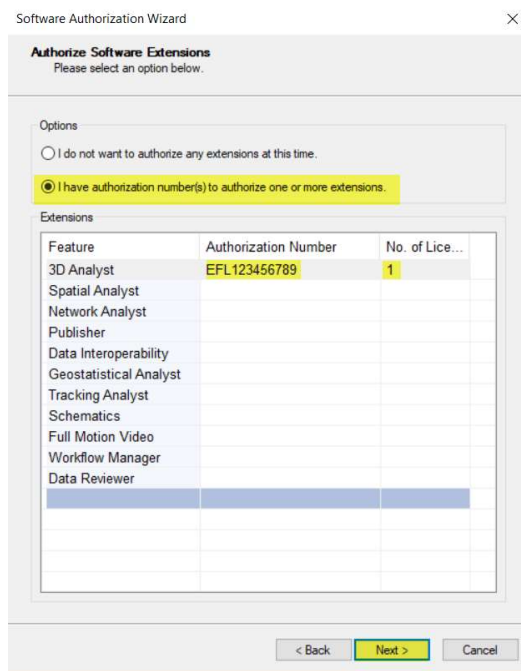 Software Authorization Wizard
Authorize Software Extensions
Please select an option below.
Options
I do not want to authorize any extensions at this time.
I have authorization number(s) to authorize one or more extensions.
Extensions
Feature Authorization Number No. of Lice...
3D Analyst EFL123456789 1
Spatial Analyst
Network Analyst
Publisher
Data Interoperability
Geostatistical Analyst
Tracking Analyst
Schematics
Full Motion Video
Workflow Manager
Data Reviewer
< Back Next > Cancel